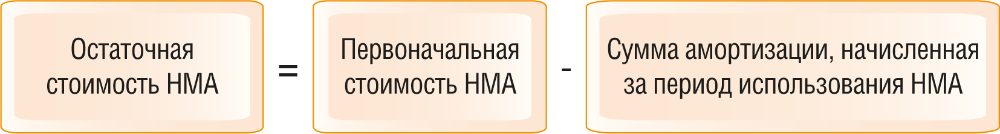 Остаточная
стоимость НМА
=
Первоначальная
стоимость НМА
-
Сумма амортизации, начисленная
за период использования НМА